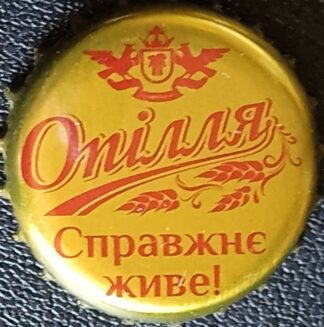 Опілля
Справжнє
живе!